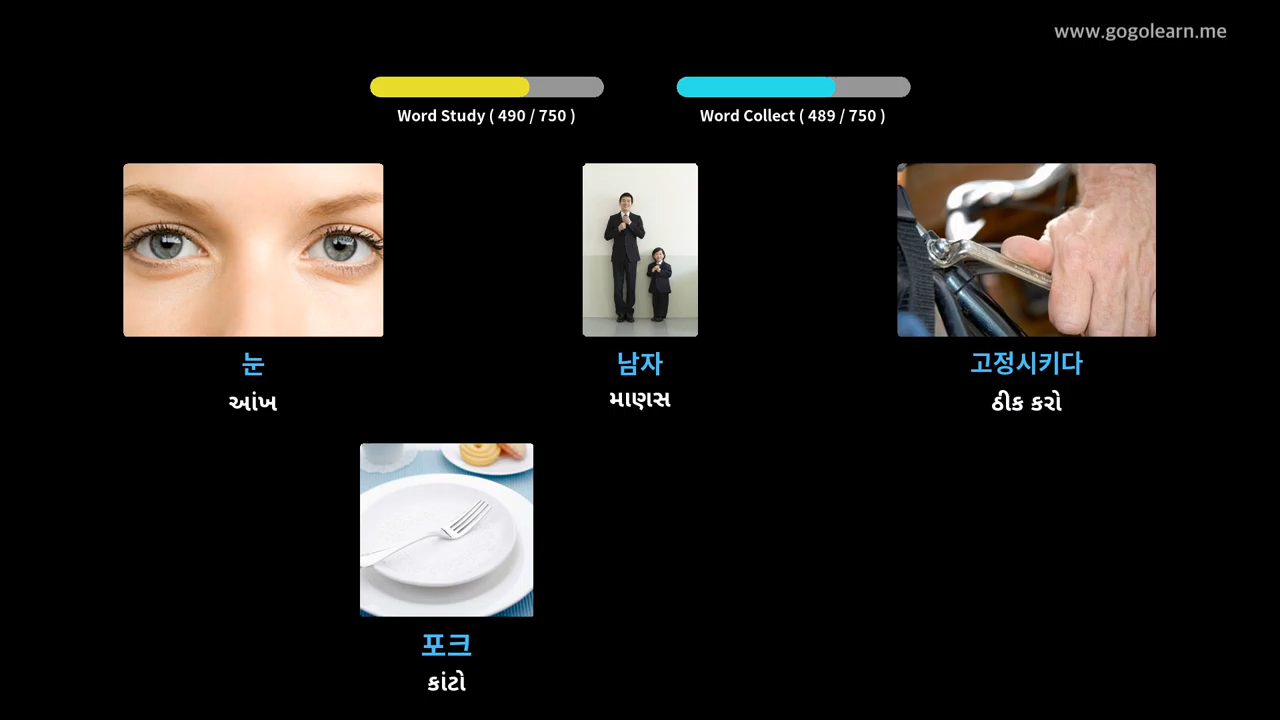 www.gogolearn.me
Word Study ( 490 / 750 )
Word Collect ( 489 / 750 )
눈
આંખ
남자
માણસ
고정시키다
ઠીક કરો
포크
કાંટો